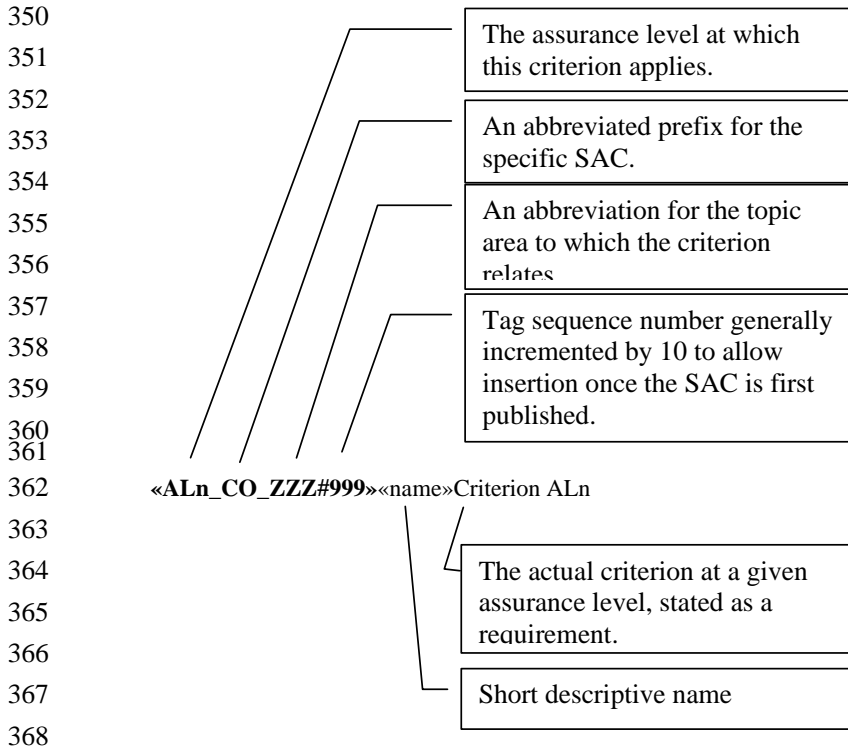 350
The assurance level at which
351
this criterion applies.
352
An abbreviated prefix for the
353
specific SAC.
354
An abbreviation for the topic
355
area to which the criterion
356
relates
357
Tag sequence number generally
358
incremented by 10 to allow
359
insertion once the SAC is first
published.
360
361
362 «ALn_CO_ZZZ#999»«name»Criterion ALn
363
364
The actual criterion at a given
365
assurance level, stated as a
requirement.
366
367 Short descriptive name
368